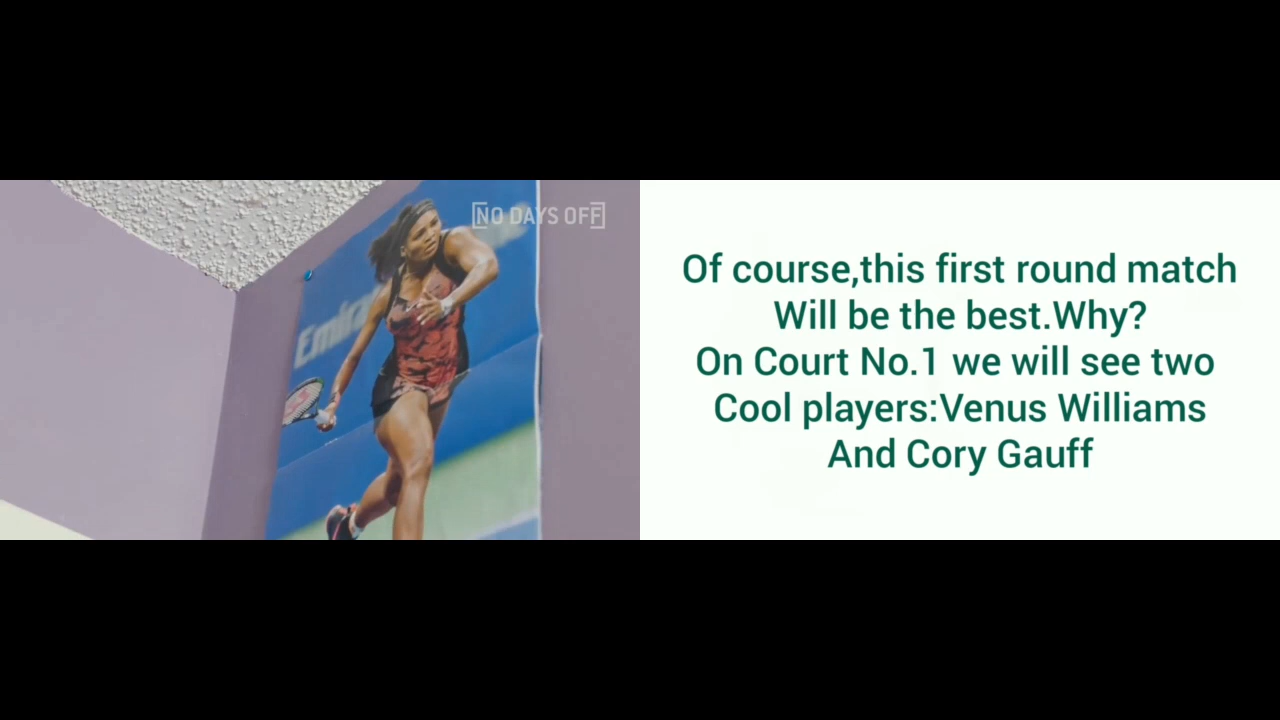 [NO DAYS OFF]
Emira
Of course,this first round match
Will be the best.Why?
On Court No.1 we will see two
Cool players:Venus Williams
And Cory Gauff